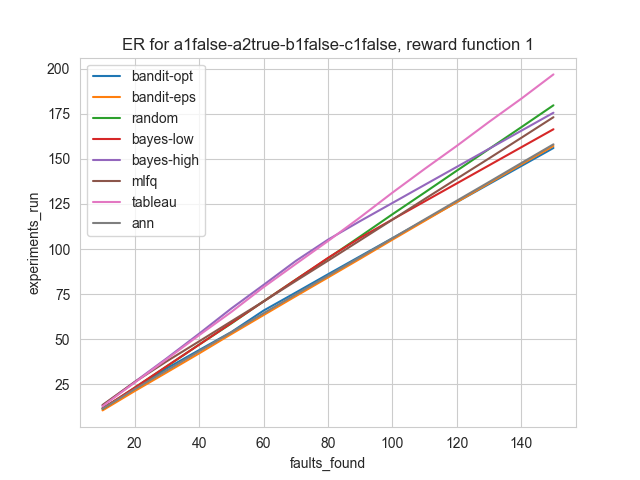 ER for a1false-a2true-b1false-c1false, reward function 1
experiments_run
200
175
150
125
100
75
50
25
bandit-opt
bandit-eps
random
bayes-low
bayes-high
mlfq
tableau
ann
20 40 60 80 100 120 140
faults_found